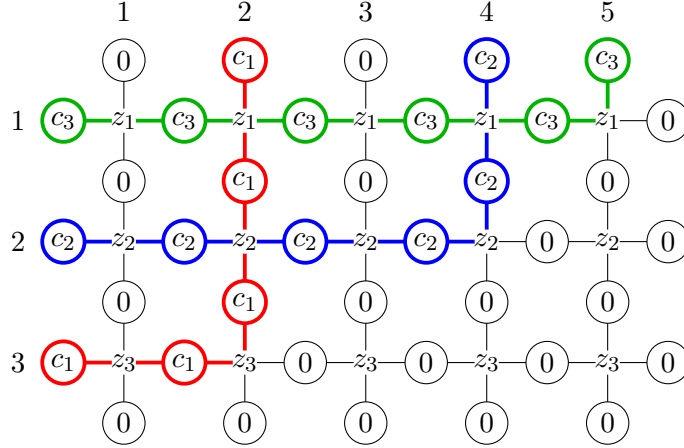 1 2 3 4 5
0 c₁ 0 c₂ c₃
1 c₃ z₁ c₃ z₁ c₃ z₁ c₃ z₁ c₃ z₁ 0
0 c₁ 0 c₂ 0
2 c₂ z₂ c₂ z₂ c₂ z₂ c₂ z₂ 0 z₂ 0
0 c₁ 0 0 0
3 c₁ z₃ c₁ z₃ 0 z₃ 0 z₃ 0 z₃ 0
0 0 0 0 0